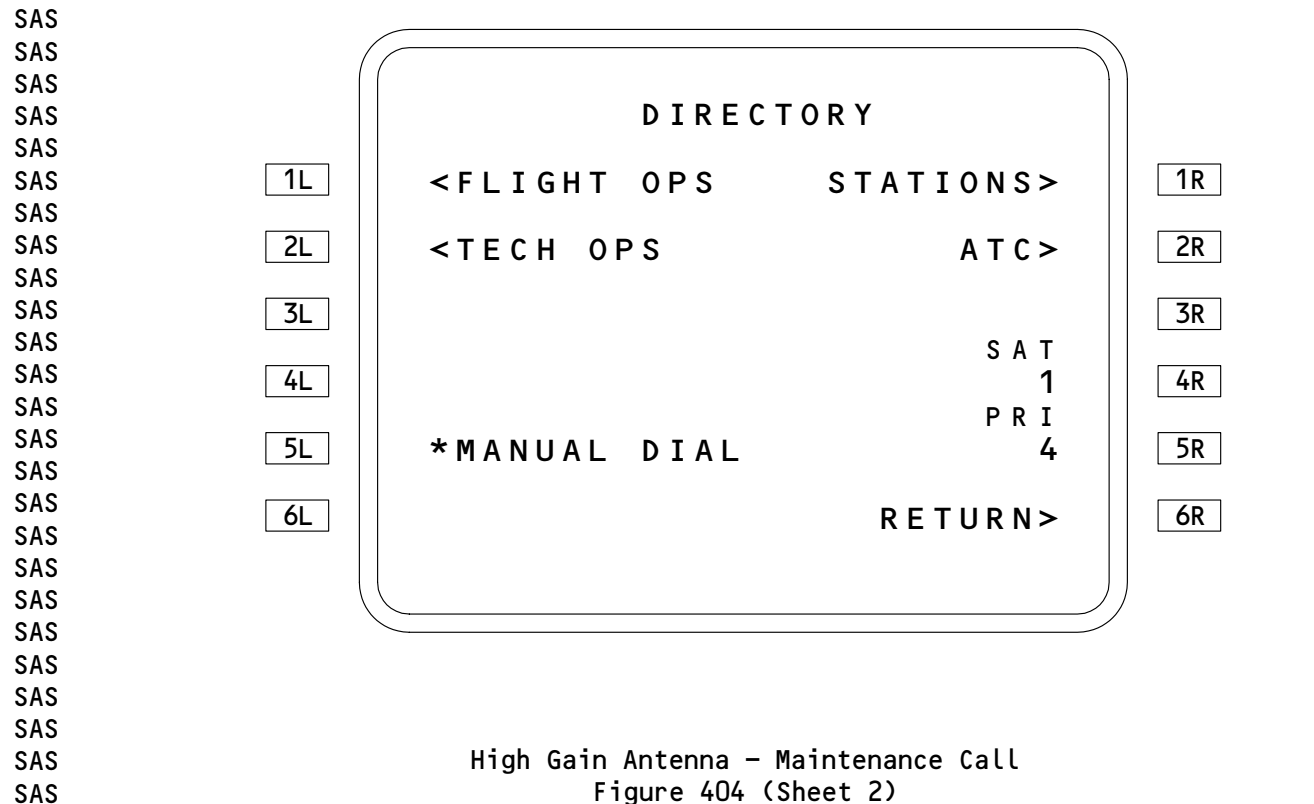 SAS
SAS
SAS
SAS DIRECTORY
SAS
SAS 1L <FLIGHT OPS STATIONS> 1R
SAS
SAS 2L <TECH OPS ATC> 2R
SAS
SAS 3L 3R
SAS SAT
SAS 4L 1 4R
SAS PRI
SAS 5L *MANUAL DIAL 4 5R
SAS
SAS 6L RETURN> 6R
SAS
SAS
SAS
SAS
SAS
SAS
SAS
SAS High Gain Antenna – Maintenance Call
SAS Figure 404 (Sheet 2)